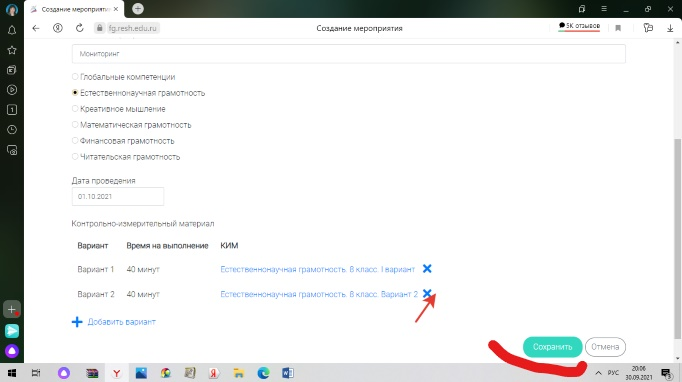 Создание мероприятия
fg.resh.edu.ru
Создание мероприятия
5K отзывов
Мониторинг
Глобальные компетенции
Естественнонаучная грамотность
Креативное мышление
Математическая грамотность
Финансовая грамотность
Читательская грамотность
Дата проведения
01.10.2021
Контрольно-измерительный материал
Вариант Время на выполнение КИМ
Вариант 1 40 минут Естественнонаучная грамотность. 8 класс. I вариант
Вариант 2 40 минут Естественнонаучная грамотность. 8 класс. Вариант 2
Добавить вариант
Сохранить Отмена
РУС
20:06
30.09.2021